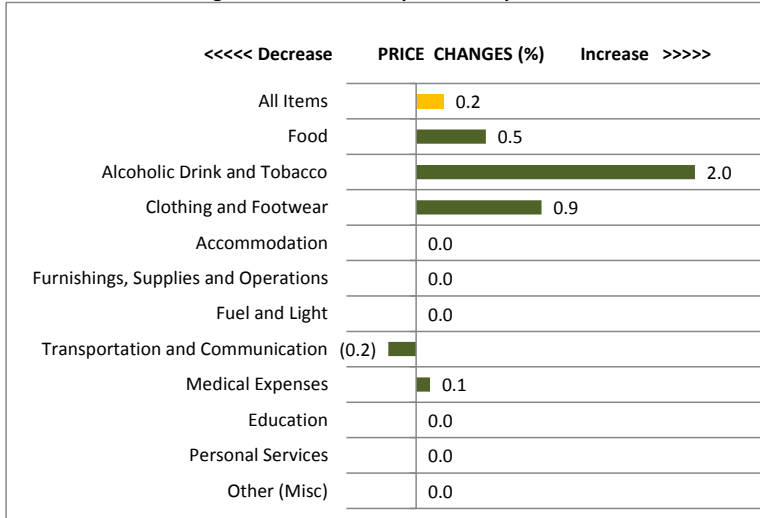 <<<<< Decrease PRICE CHANGES (%) Increase >>>>>
All Items 0.2
Food 0.5
Alcoholic Drink and Tobacco 2.0
Clothing and Footwear 0.9
Accommodation 0.0
Furnishings, Supplies and Operations 0.0
Fuel and Light 0.0
Transportation and Communication (0.2)
Medical Expenses 0.1
Education 0.0
Personal Services 0.0
Other (Misc) 0.0